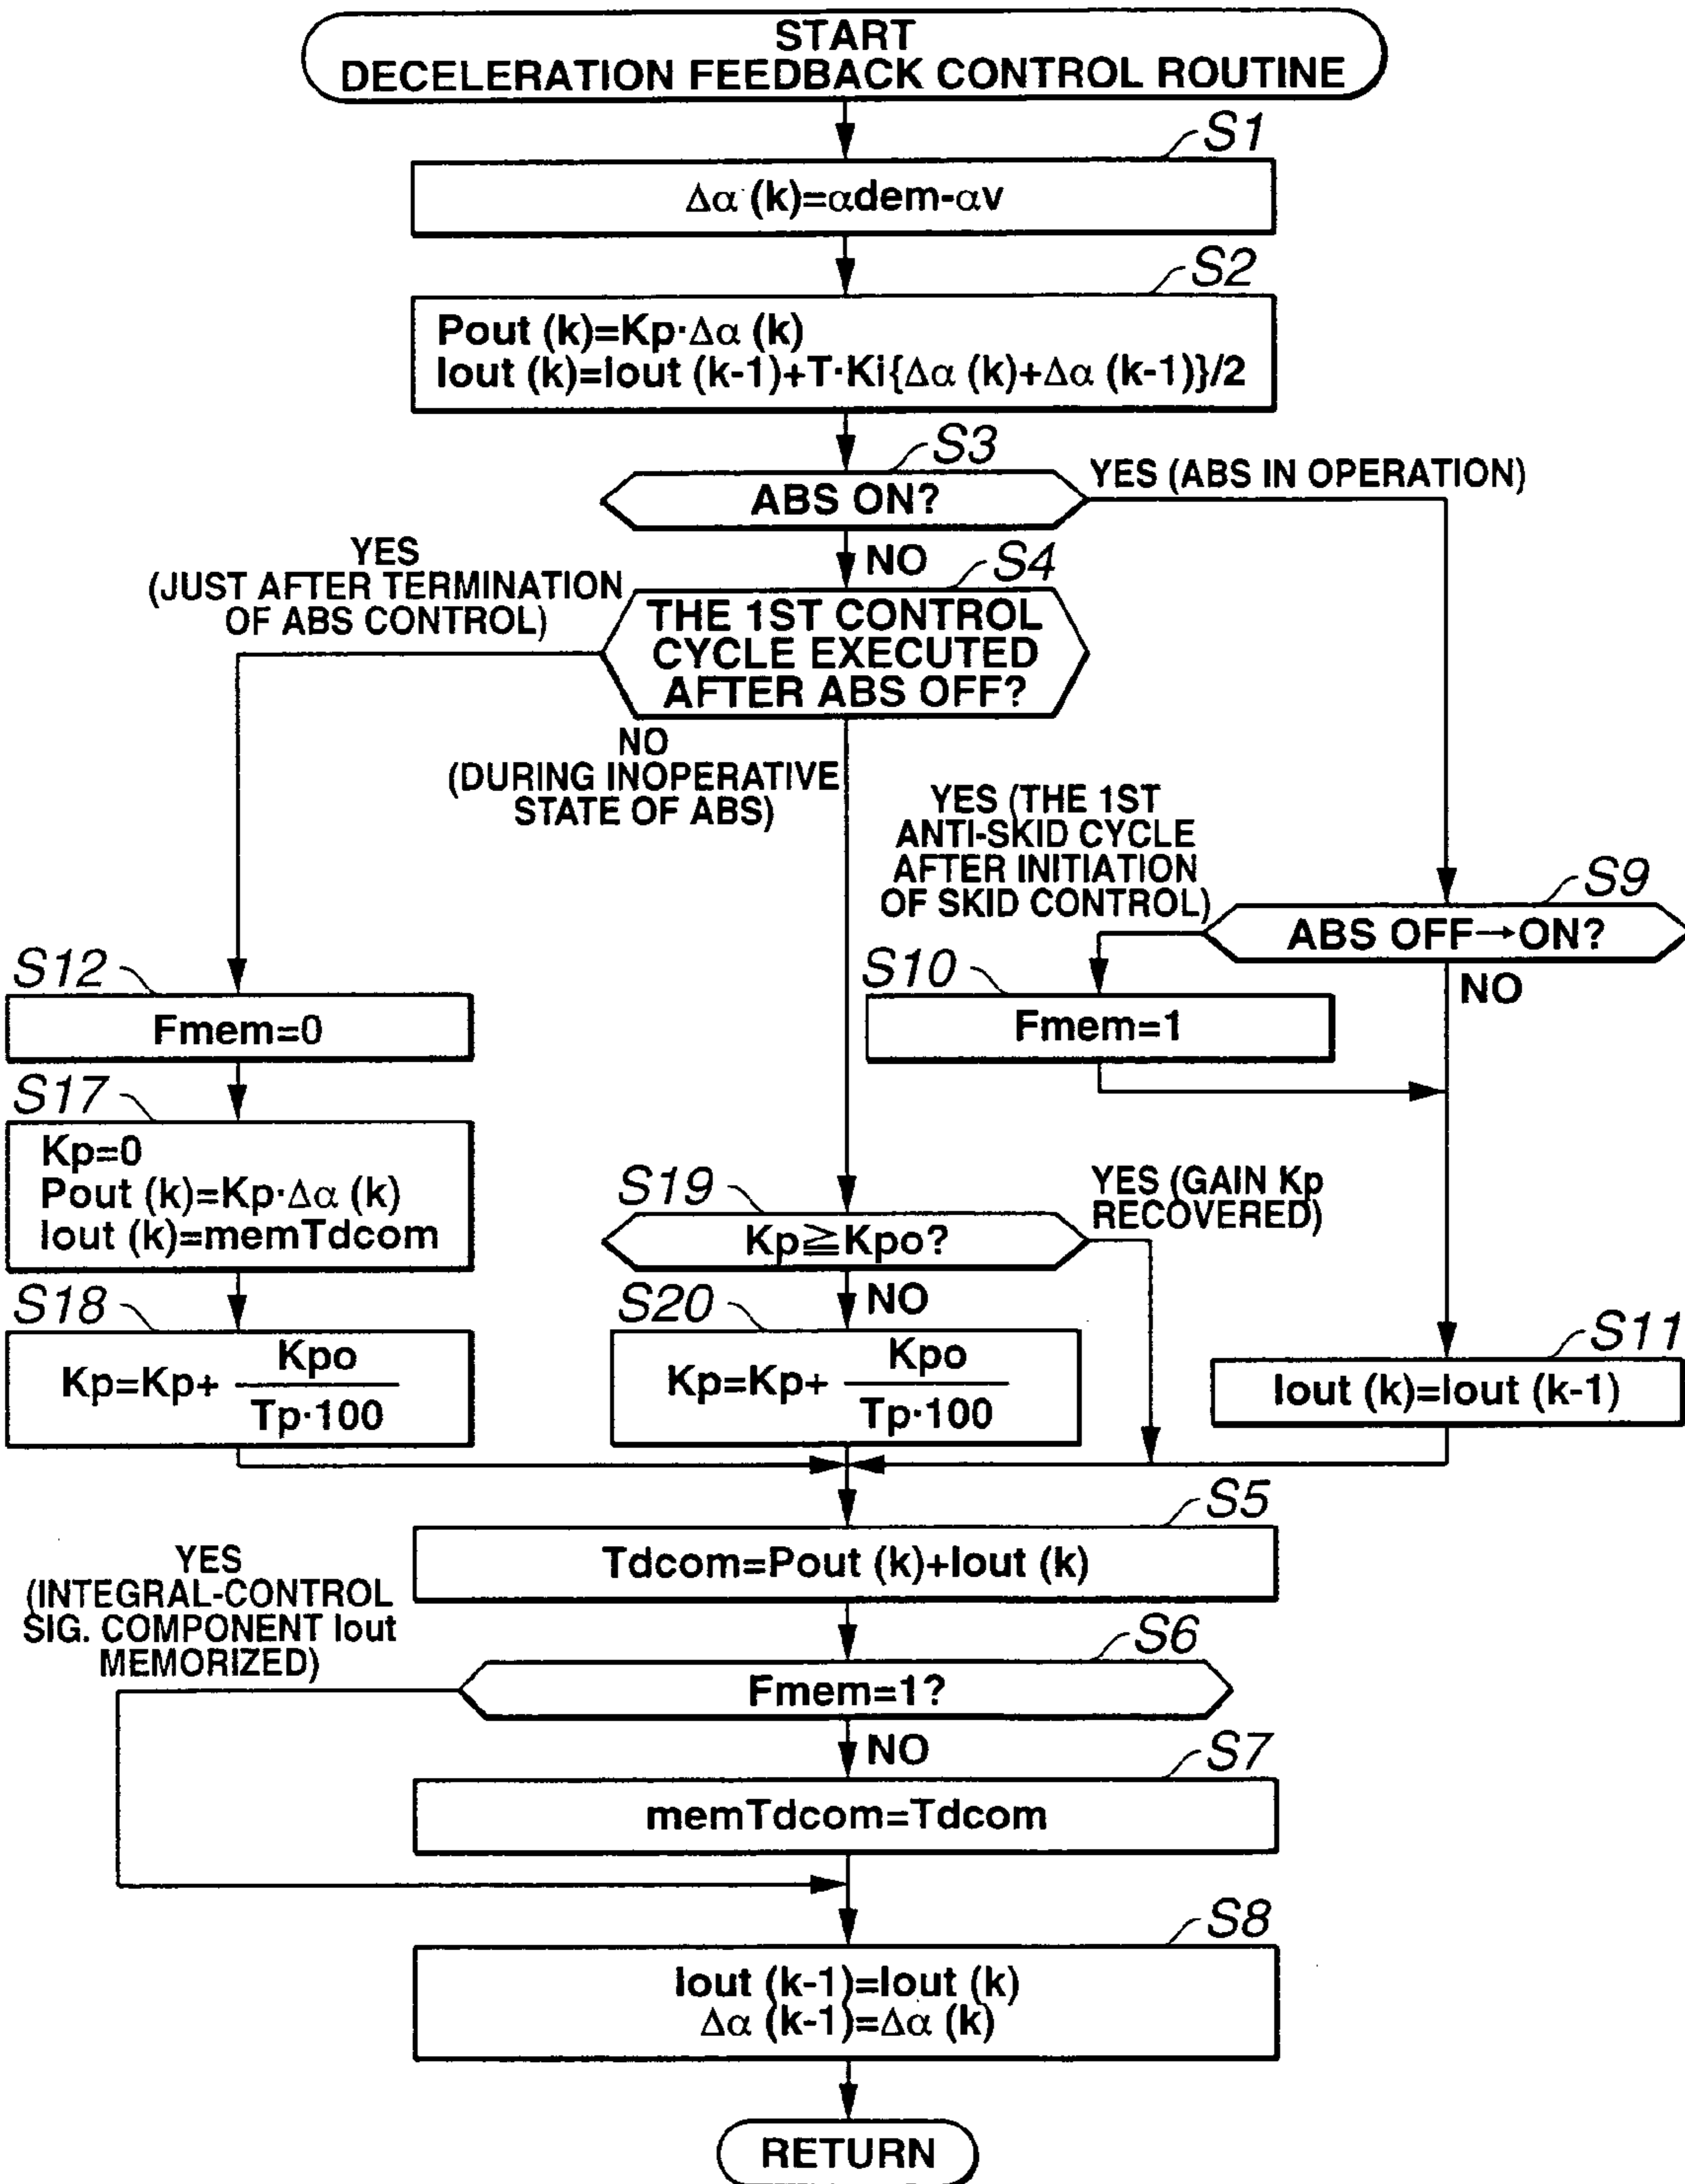 START
DECELERATION FEEDBACK CONTROL ROUTINE
S1
Δα (k)=αdem-αv
S2
Pout (k)=Kp·Δα (k)
Iout (k)=Iout (k-1)+T·Ki{Δα (k)+Δα (k-1)}/2
S3
ABS ON?
YES (ABS IN OPERATION)
NO
S4
YES
(JUST AFTER TERMINATION
OF ABS CONTROL)
THE 1ST CONTROL
CYCLE EXECUTED
AFTER ABS OFF?
NO
(DURING INOPERATIVE
STATE OF ABS)
YES (THE 1ST
ANTI-SKID CYCLE
AFTER INITIATION
OF SKID CONTROL)
S9
ABS OFF→ON?
NO
S12
Fmem=0
S10
Fmem=1
S17
Kp=0
Pout (k)=Kp·Δα (k)
Iout (k)=memTdcom
S19
Kp≧Kpo?
YES (GAIN Kp
RECOVERED)
NO
S18
Kp=Kp+ Kpo
Tp·100
S20
Kp=Kp+ Kpo
Tp·100
S11
Iout (k)=Iout (k-1)
S5
Tdcom=Pout (k)+Iout (k)
YES
(INTEGRAL-CONTROL
SIG. COMPONENT Iout
MEMORIZED)
S6
Fmem=1?
NO
S7
memTdcom=Tdcom
S8
Iout (k-1)=Iout (k)
Δα (k-1)=Δα (k)
RETURN